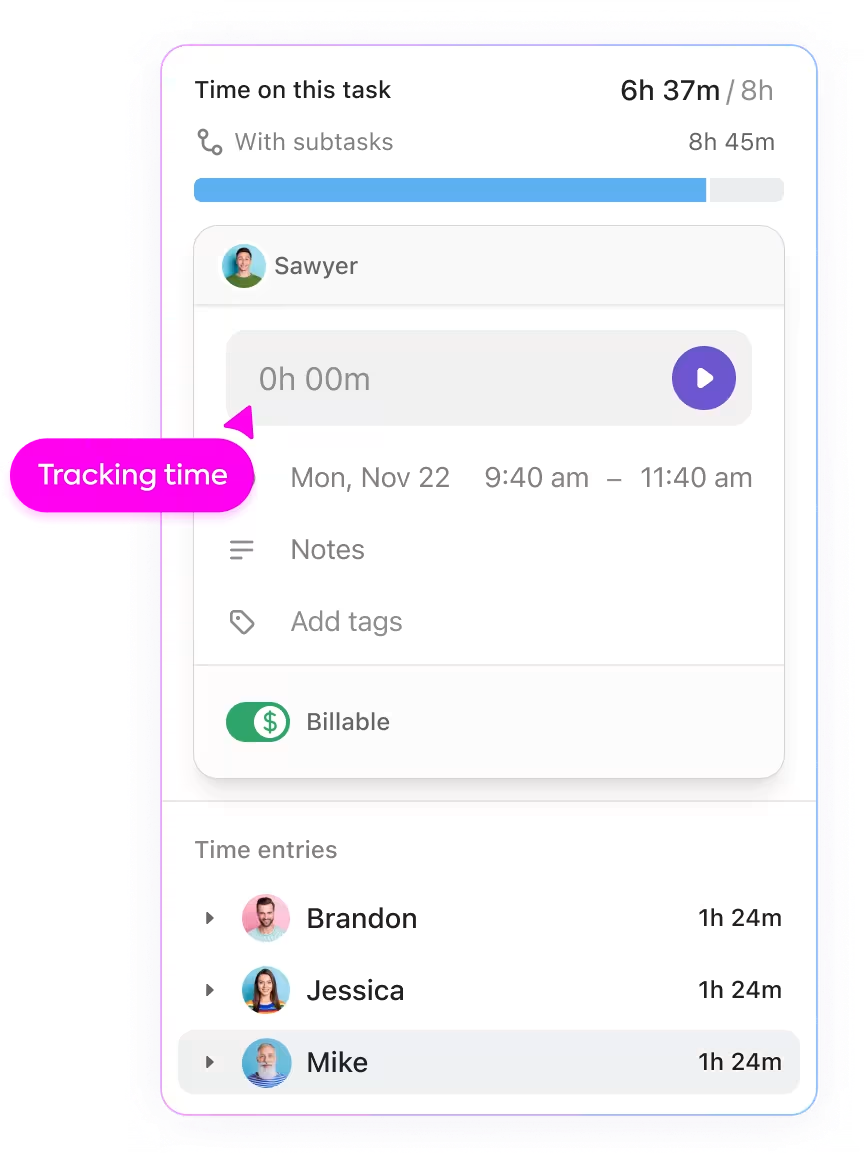 Time on this task 6h 37m / 8h
With subtasks 8h 45m
Sawyer
0h 00m
Tracking time
Mon, Nov 22 9:40 am – 11:40 am
Notes
Add tags
$ Billable
Time entries
Brandon 1h 24m
Jessica 1h 24m
Mike 1h 24m